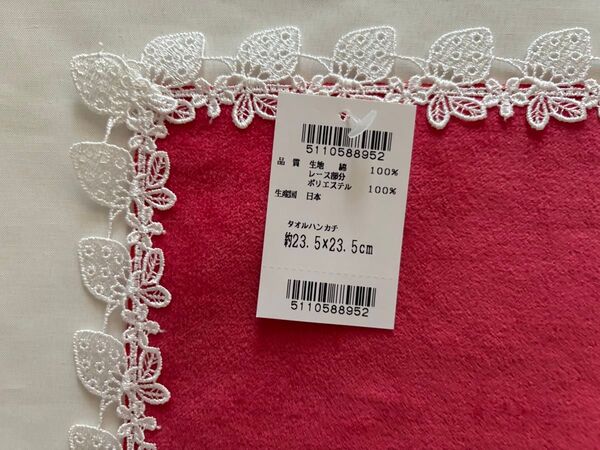 5110588952
品 質 生地 綿 100%
レース部分
ポリエステル 100%
生産国 日本
タオルハンカチ
約23.5×23.5cm
5110588952